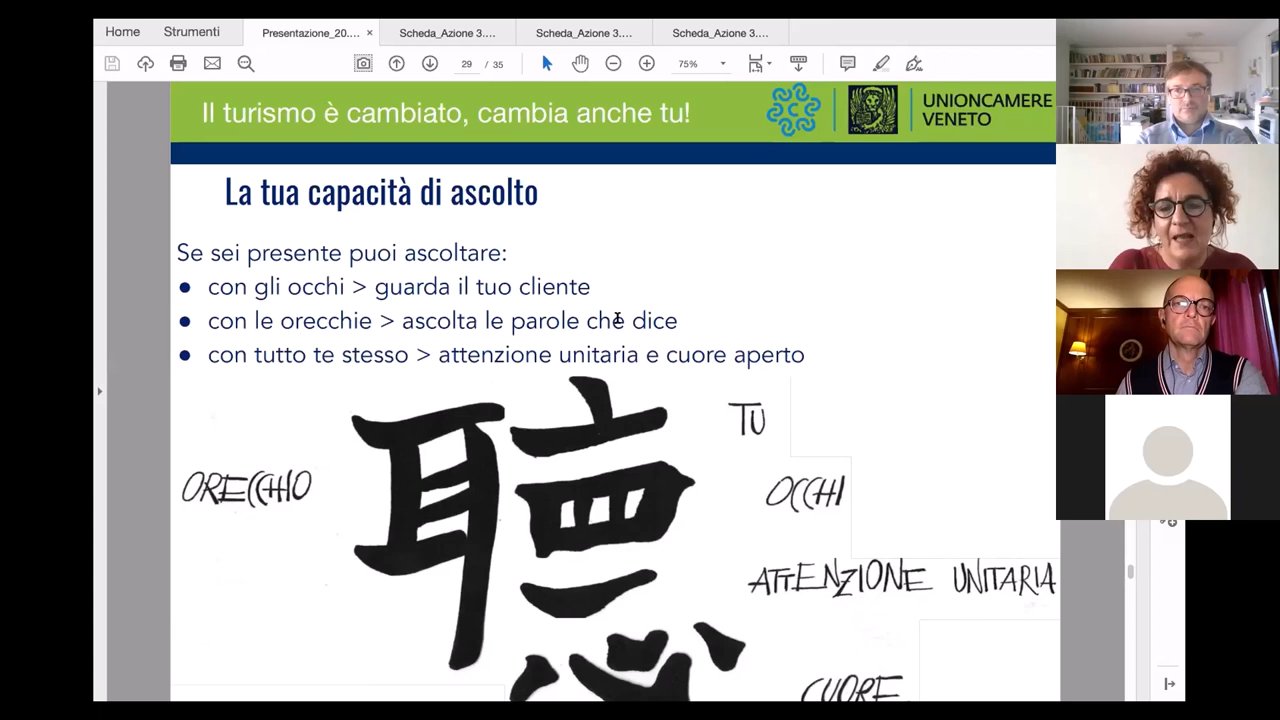 Home Strumenti Presentazione_20.... × Scheda_Azione 3.... Scheda_Azione 3.... Scheda_Azione 3....
29 / 35 75%
Il turismo è cambiato, cambia anche tu!
UNIONCAMERE
VENETO
La tua capacità di ascolto
Se sei presente puoi ascoltare:
● con gli occhi > guarda il tuo cliente
● con le orecchie > ascolta le parole che dice
● con tutto te stesso > attenzione unitaria e cuore aperto
TU
ORECCHIO
聽
OCCHI
ATTENZIONE UNITARIA
CUORE